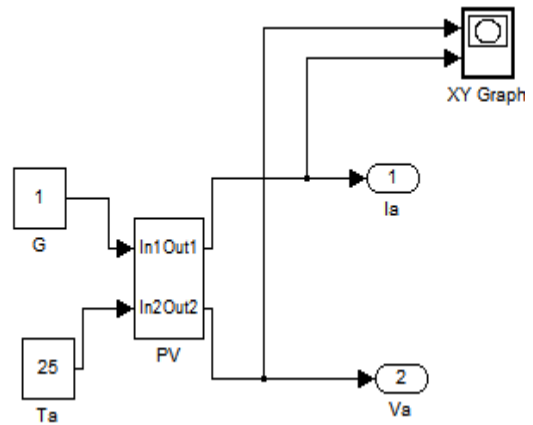 XY Graph
1
Ia
1
G
In1 Out1
In2 Out2
PV
25
Ta
2
Va